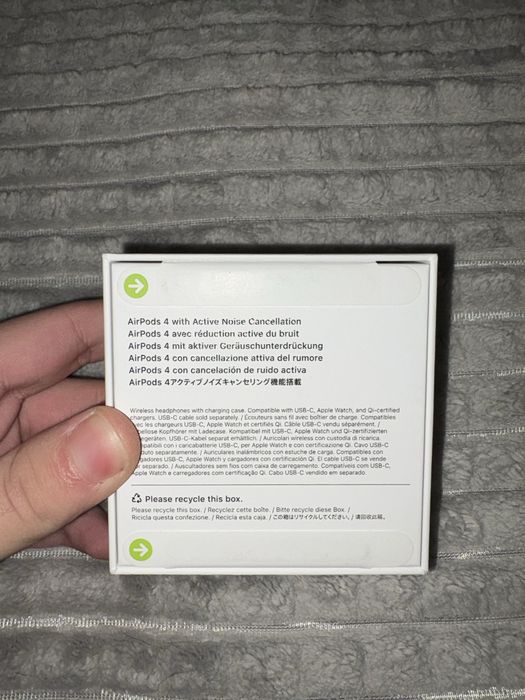 AirPods 4 with Active Noise Cancellation
AirPods 4 avec réduction active du bruit
AirPods 4 mit aktiver Geräuschunterdrückung
AirPods 4 con cancellazione attiva del rumore
AirPods 4 con cancelación de ruido activa
AirPods 4アクティブノイズキャンセリング機能搭載
Wireless headphones with charging case. Compatible with USB-C, Apple Watch, and Qi-certified
chargers. USB-C cable sold separately. / Écouteurs sans fil avec boîtier de charge. Compatibles
avec les chargeurs USB-C, Apple Watch et certifiés Qi. Câble USB-C vendu séparément. /
Kopfhörer mit Ladecase. Kompatibel mit USB-C, Apple Watch und Qi-zertifizierten
USB-C-Kabel separat erhältlich. / Auricolari wireless con custodia di ricarica.
con i caricabatterie USB-C, per Apple Watch e con certificazione Qi. Cavo USB-C
separatamente. / Auriculares inalámbricos con estuche de carga. Compatibles con
USB-C, Apple Watch y cargadores con certificación Qi. El cable USB-C se vende
por separado. / Auscultadores sem fios com caixa de carregamento. Compatíveis com USB-C,
Apple Watch e carregadores com certificação Qi. Cabo USB-C vendido em separado.
Please recycle this box.
Please recycle this box. / Recyclez cette boîte. / Bitte recycle diese Box. /
Ricicla questa confezione. / Recicla esta caja. / この箱はリサイクルしてください。/ 请回收此箱。